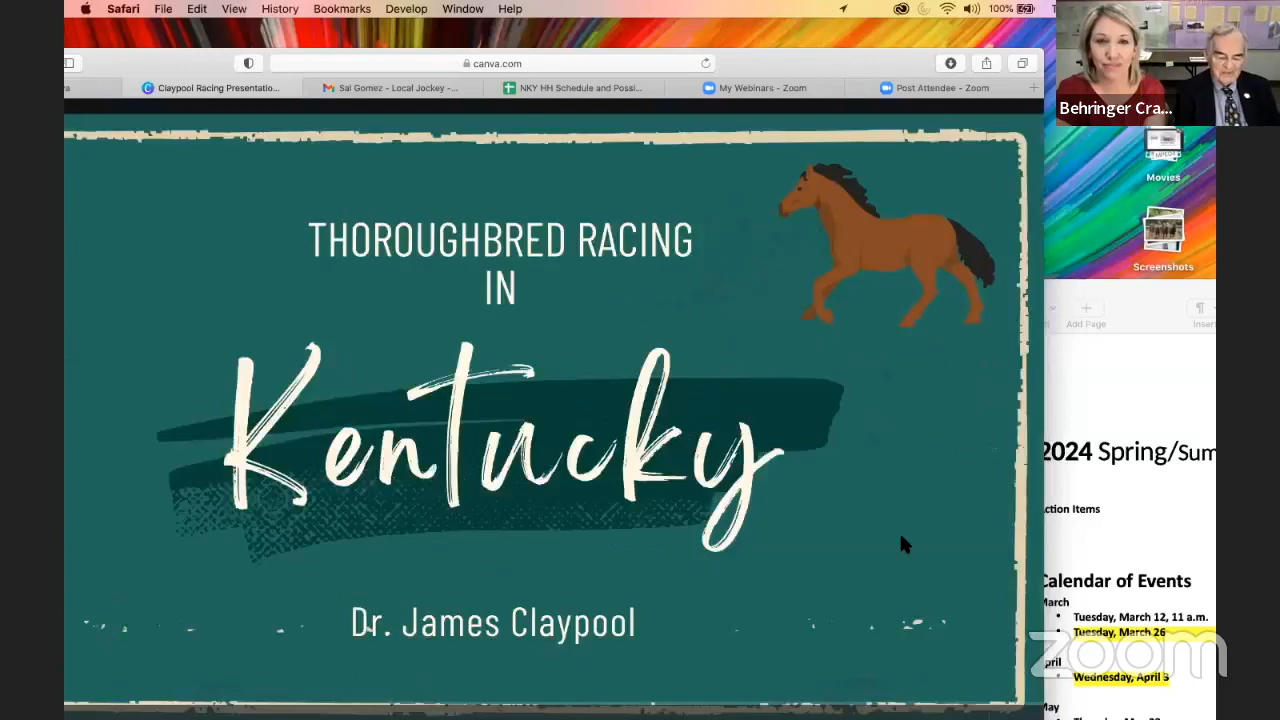 Safari File Edit View History Bookmarks Develop Window Help 100%
canva.com
Claypool Racing Presentatio... Sal Gomez - Local Jockey -... NKY HH Schedule and Possi... My Webinars - Zoom Post Attendee - Zoom
Behringer Cra...
Movies
Screenshots
THOROUGHBRED RACING
IN
Kentucky
Dr. James Claypool
Add Page Inser
2024 Spring/Sum
ction Items
Calendar of Events
March
Tuesday, March 12, 11 a.m.
Tuesday, March 26
pril
Wednesday, April 3
May
zoom